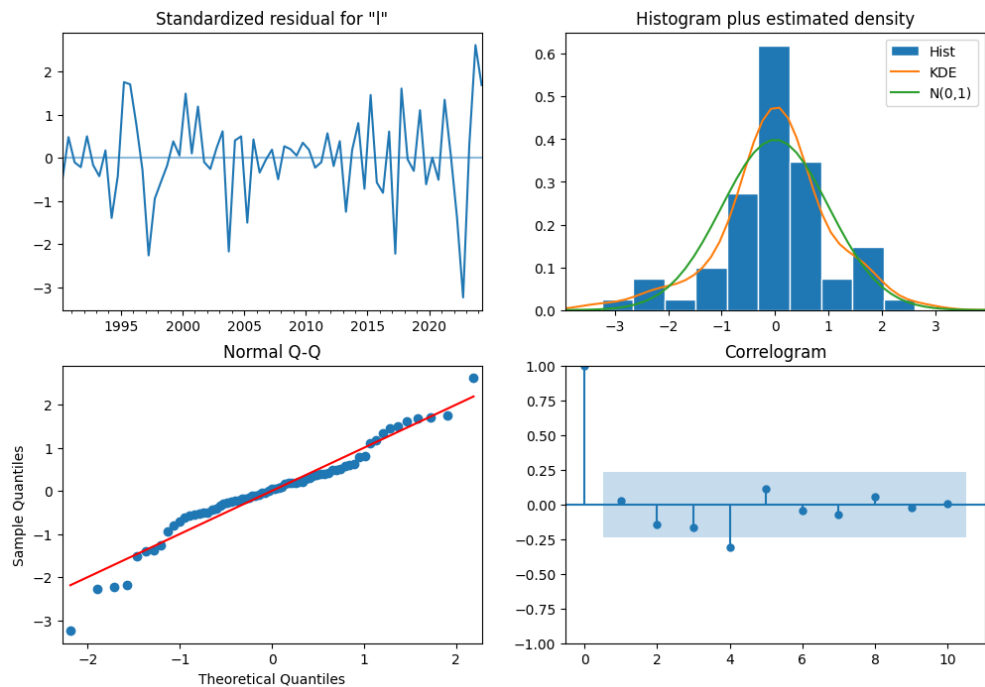 Standardized residual for "l"
2
1
0
−1
−2
−3
1995 2000 2005 2010 2015 2020
Histogram plus estimated density
Hist
KDE
N(0,1)
0.6
0.5
0.4
0.3
0.2
0.1
0.0
−3 −2 −1 0 1 2 3
Normal Q-Q
Sample Quantiles
2
1
0
−1
−2
−3
−2 −1 0 1 2
Theoretical Quantiles
Correlogram
1.00
0.75
0.50
0.25
0.00
−0.25
−0.50
−0.75
−1.00
0 2 4 6 8 10